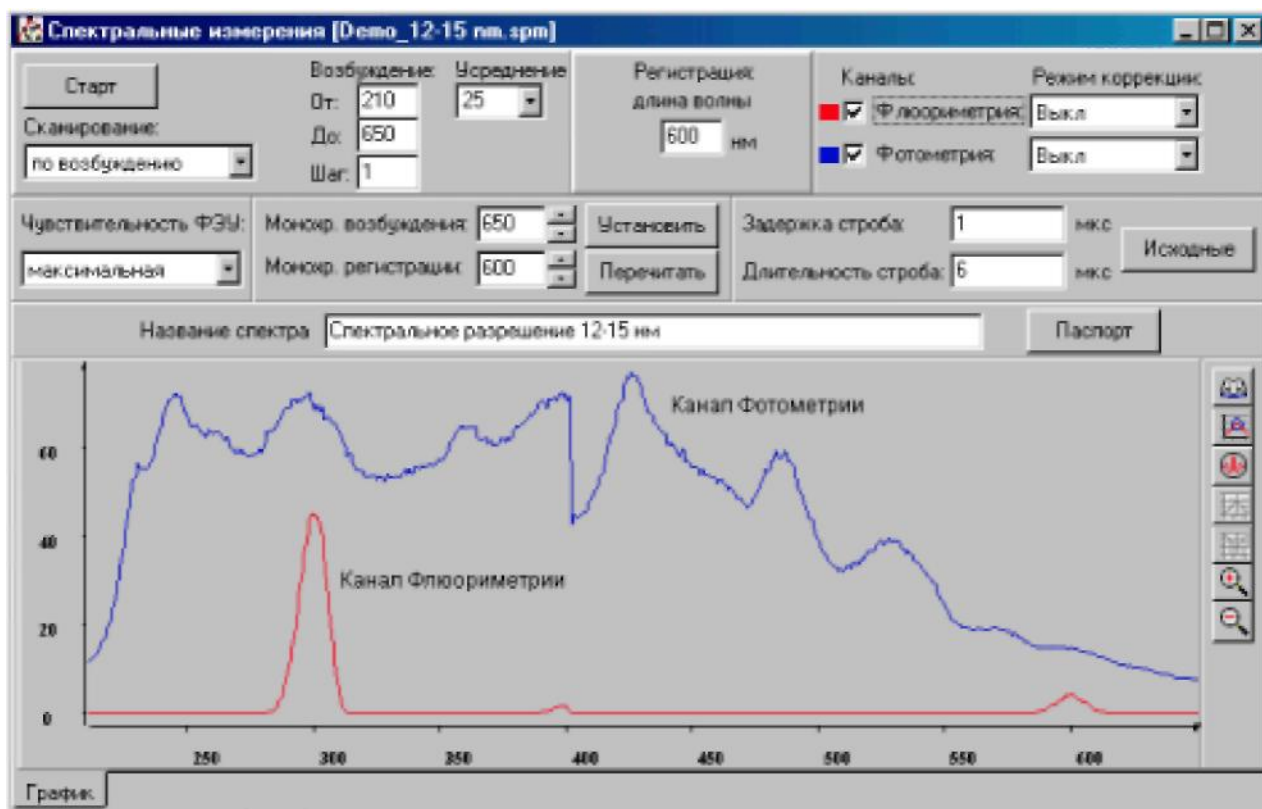 Спектральные измерения [Demo_12-15 nm.spm]
Старт
Сканирование:
по возбуждению
Возбуждение:
От: 210
До: 650
Шаг: 1
Усреднение
25
Регистрация:
длина волны
600 нм
Каналы:
Режим коррекции:
Флюориметрия: Выкл
Фотометрия: Выкл
Чувствительность ФЭУ:
максимальная
Монохр. возбуждения: 650
Монохр. регистрации: 600
Установить
Перечитать
Задержка строба: 1 мкс
Длительность строба: 6 мкс
Исходные
Название спектра Спектральное разрешение 12-15 нм
Паспорт
Канал Фотометрии
Канал Флюориметрии
60
40
20
0
250 300 350 400 450 500 550 600
График